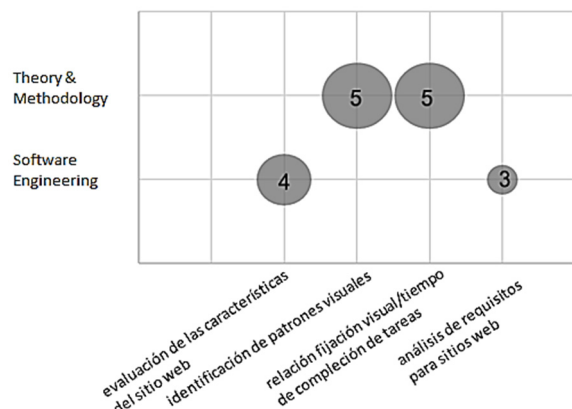 Theory &
Methodology
5
5
Software
Engineering
4
3
evaluación de las características
del sitio web
identificación de patrones visuales
relación fijación visual/tiempo
de compleción de tareas
análisis de requisitos
para sitios web